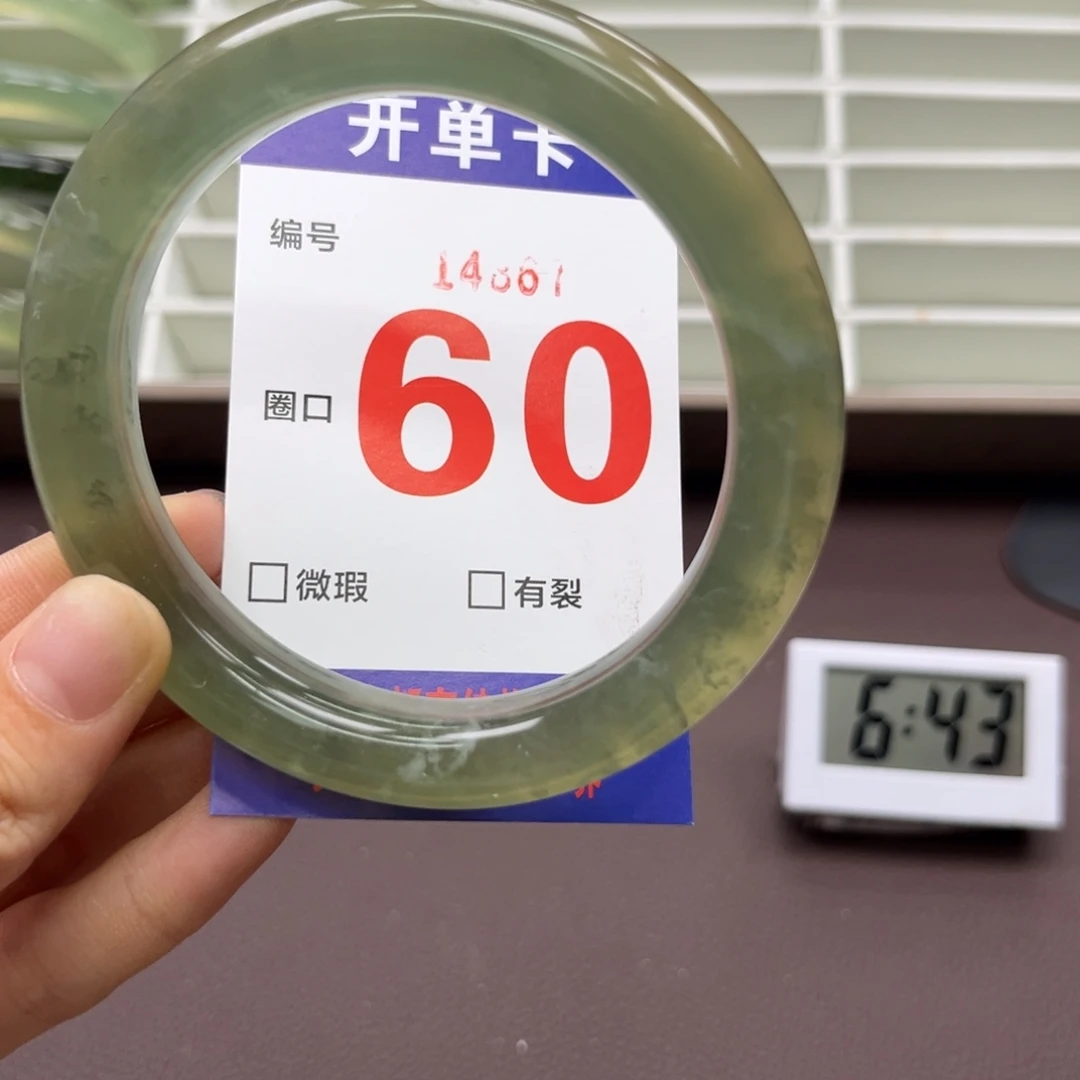 开单卡
编号
圈口 60
微瑕 有裂
6:43